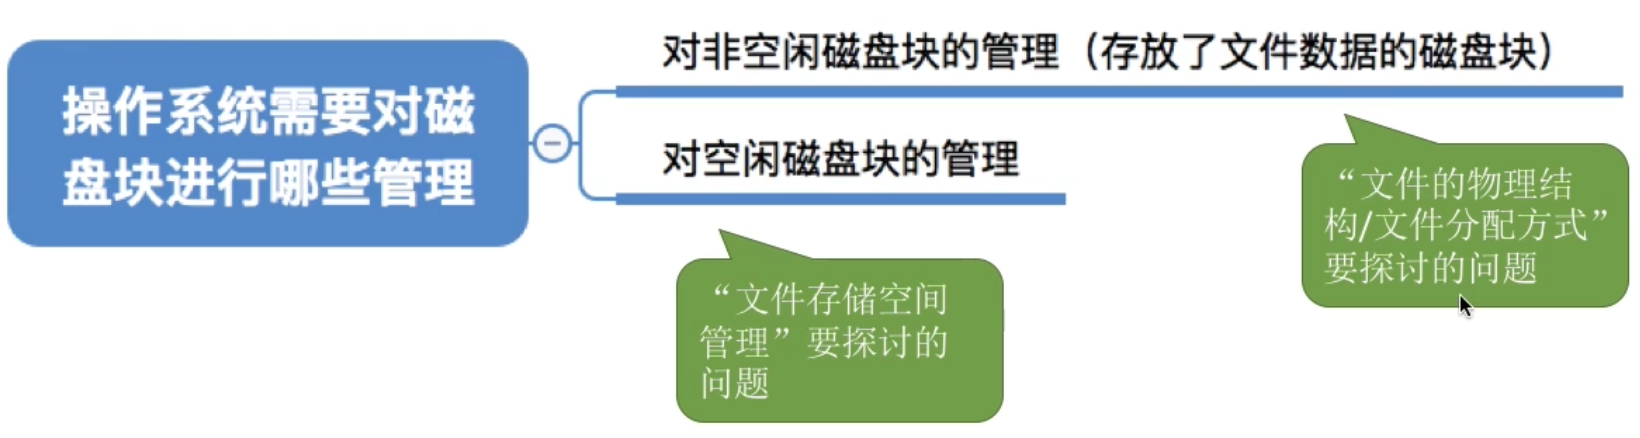 对非空闲磁盘块的管理（存放了文件数据的磁盘块）
操作系统需要对磁
盘块进行哪些管理
对空闲磁盘块的管理
“文件的物理结
构/文件分配方式”
要探讨的问题
“文件存储空间
管理”要探讨的
问题